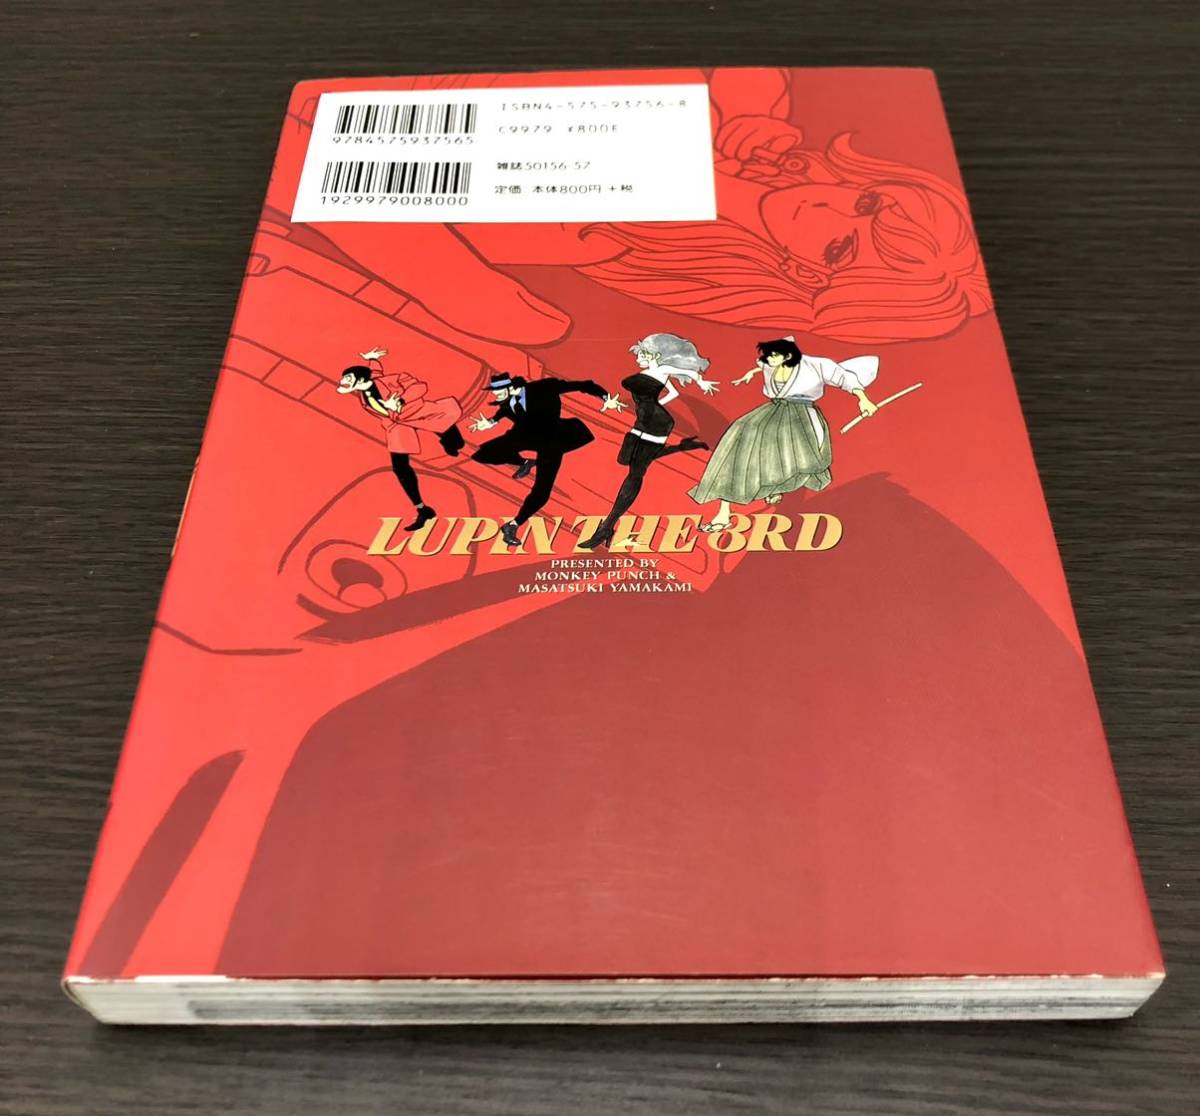 ISBN4-575-93756-8
C9979 ¥800E
9784575937565
雑誌50156-57
定価 本体800円+税
1929979008000
LUPIN THE 3RD
PRESENTED BY
MONKEY PUNCH &
MASATSUKI YAMAKAMI